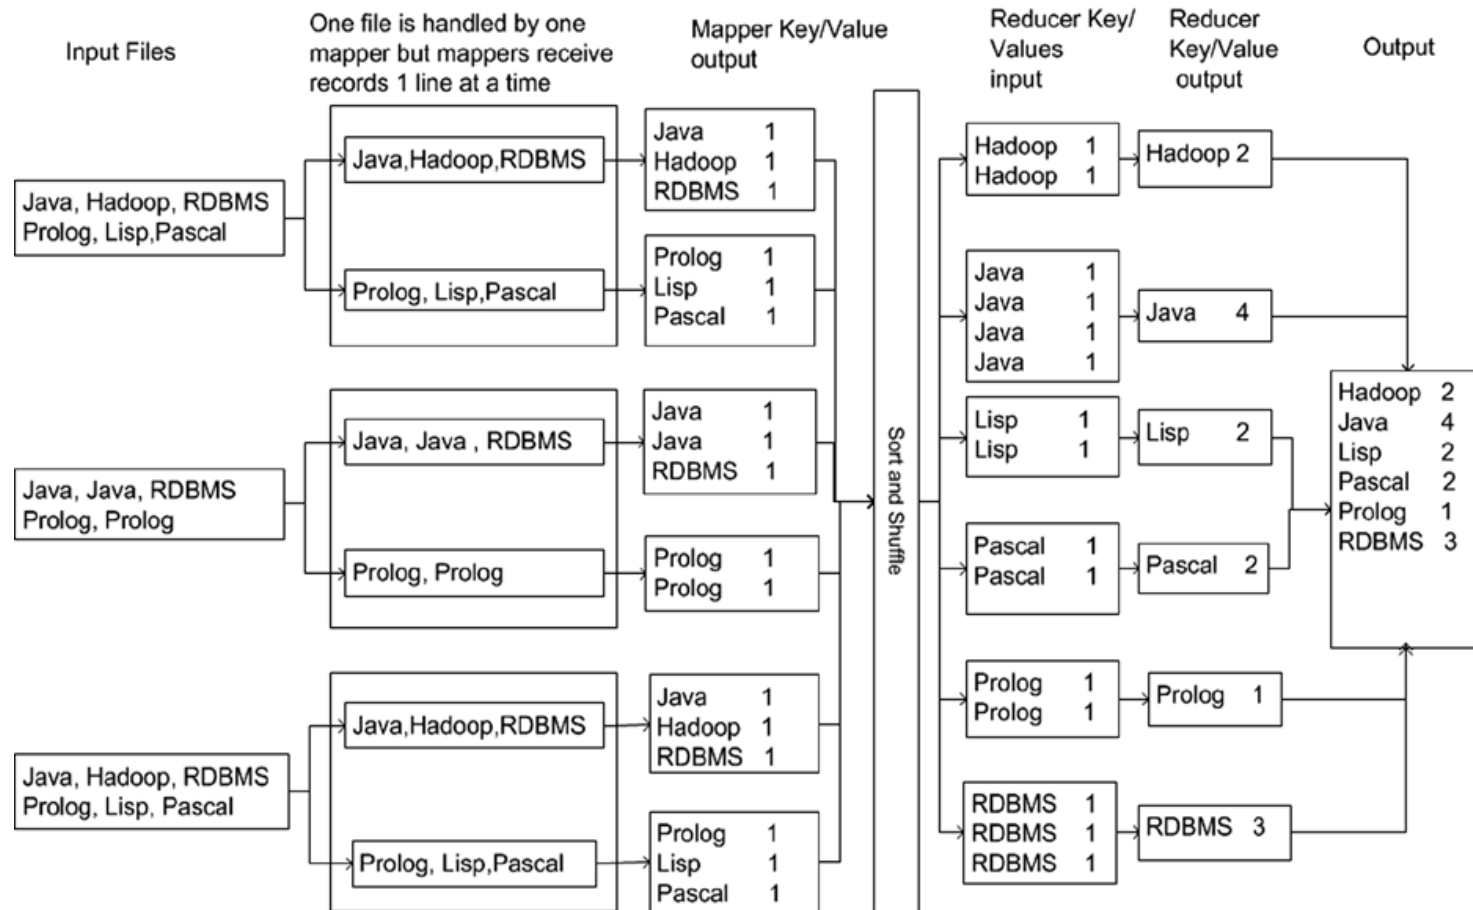 Input Files
One file is handled by one
mapper but mappers receive
records 1 line at a time
Mapper Key/Value
output
Reducer Key/
Values
input
Reducer
Key/Value
output
Output
Java, Hadoop, RDBMS
Prolog, Lisp,Pascal
Java,Hadoop,RDBMS
Prolog, Lisp,Pascal
Java 1
Hadoop 1
RDBMS 1
Prolog 1
Lisp 1
Pascal 1
Java, Java, RDBMS
Prolog, Prolog
Java, Java , RDBMS
Prolog, Prolog
Java 1
Java 1
RDBMS 1
Prolog 1
Prolog 1
Java, Hadoop, RDBMS
Prolog, Lisp, Pascal
Java,Hadoop,RDBMS
Prolog, Lisp,Pascal
Java 1
Hadoop 1
RDBMS 1
Prolog 1
Lisp 1
Pascal 1
Sort and Shuffle
Hadoop 1
Hadoop 1
Hadoop 2
Java 1
Java 1
Java 1
Java 1
Java 4
Lisp 1
Lisp 1
Lisp 2
Pascal 1
Pascal 1
Pascal 2
Prolog 1
Prolog 1
Prolog 1
RDBMS 1
RDBMS 1
RDBMS 1
RDBMS 3
Hadoop 2
Java 4
Lisp 2
Pascal 2
Prolog 1
RDBMS 3